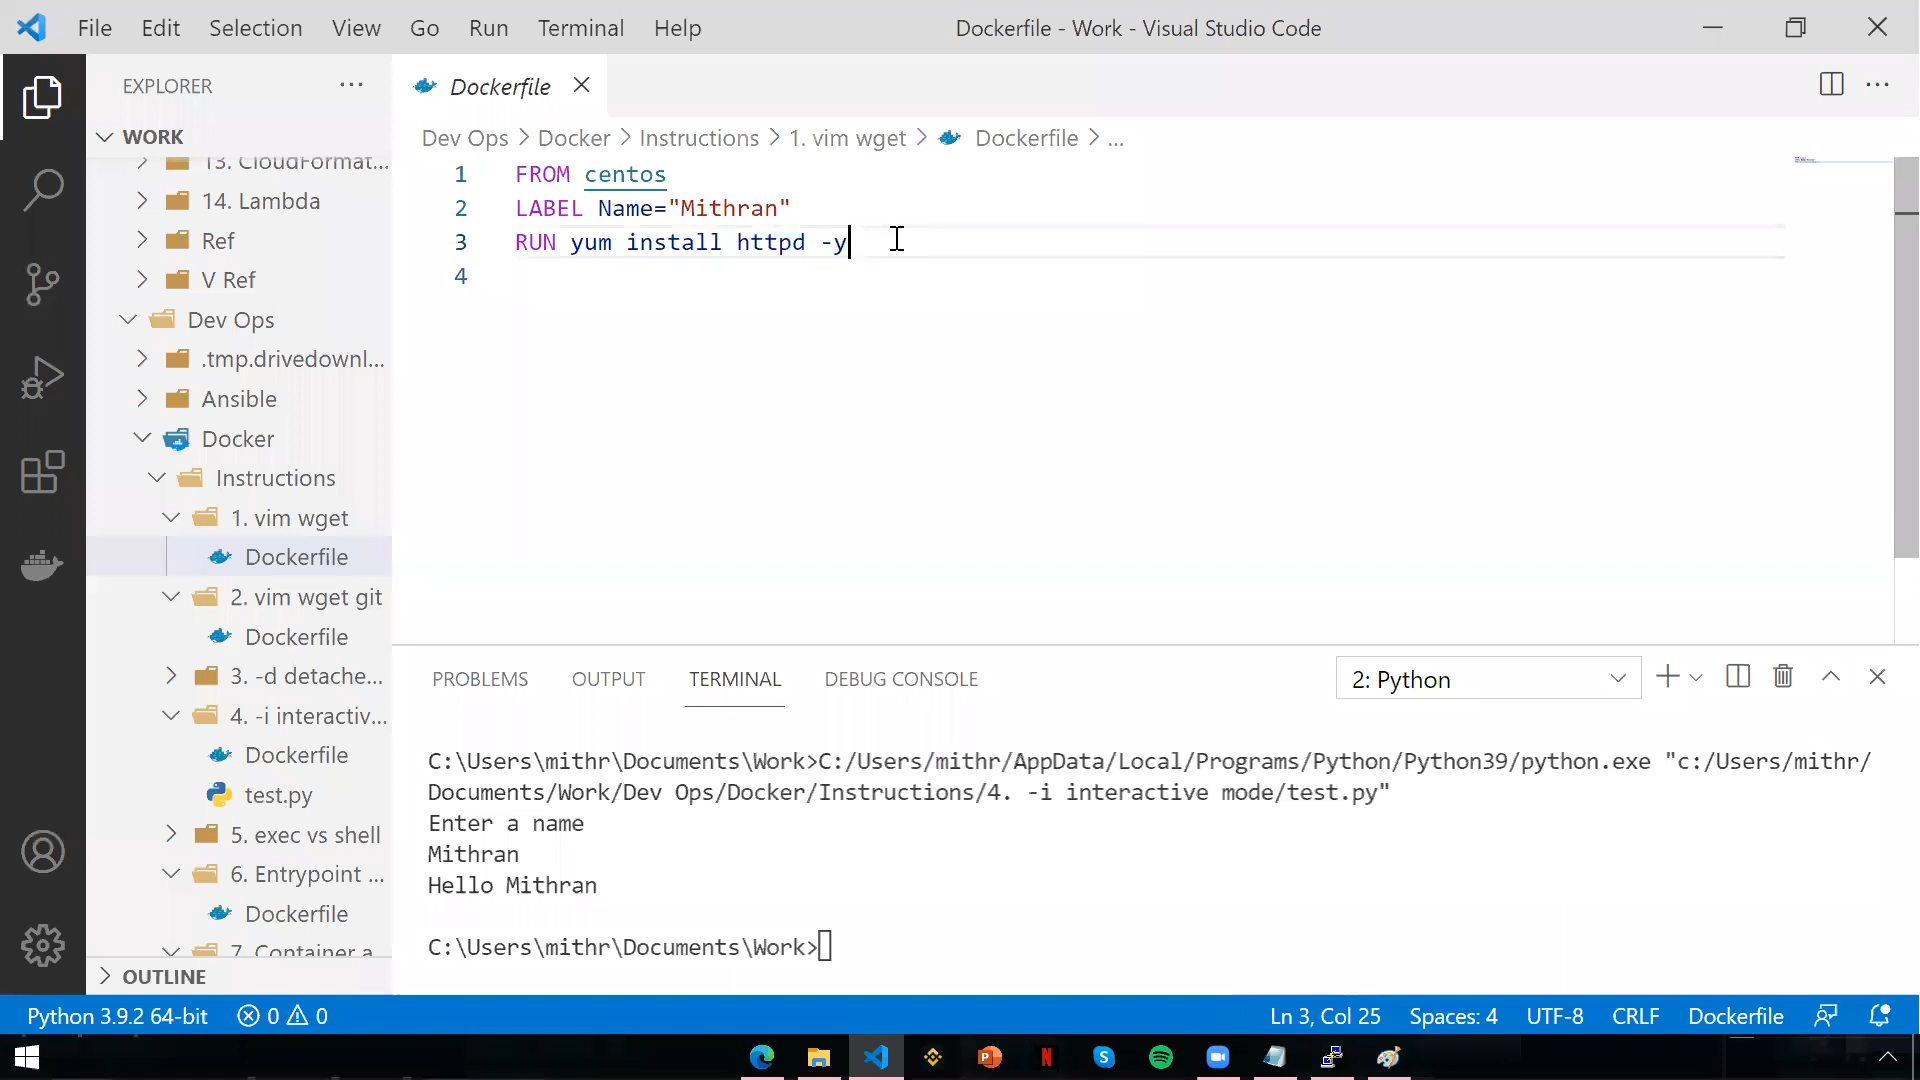 File Edit Selection View Go Run Terminal Help
Dockerfile - Work - Visual Studio Code
EXPLORER
WORK
13. CloudFormat...
14. Lambda
Ref
V Ref
Dev Ops
.tmp.drivedownl...
Ansible
Docker
Instructions
1. vim wget
Dockerfile
2. vim wget git
Dockerfile
3. -d detache...
4. -i interactiv...
Dockerfile
test.py
5. exec vs shell
6. Entrypoint ...
Dockerfile
7. Container a
OUTLINE
Dockerfile
Dev Ops > Docker > Instructions > 1. vim wget > Dockerfile > ...
1 FROM centos
2 LABEL Name="Mithran"
3 RUN yum install httpd -y
4
PROBLEMS OUTPUT TERMINAL DEBUG CONSOLE
2: Python
C:\Users\mithr\Documents\Work>C:/Users/mithr/AppData/Local/Programs/Python/Python39/python.exe "c:/Users/mithr/
Documents/Work/Dev Ops/Docker/Instructions/4. -i interactive mode/test.py"
Enter a name
Mithran
Hello Mithran
C:\Users\mithr\Documents\Work>
Python 3.9.2 64-bit 0 0
Ln 3, Col 25 Spaces: 4 UTF-8 CRLF Dockerfile